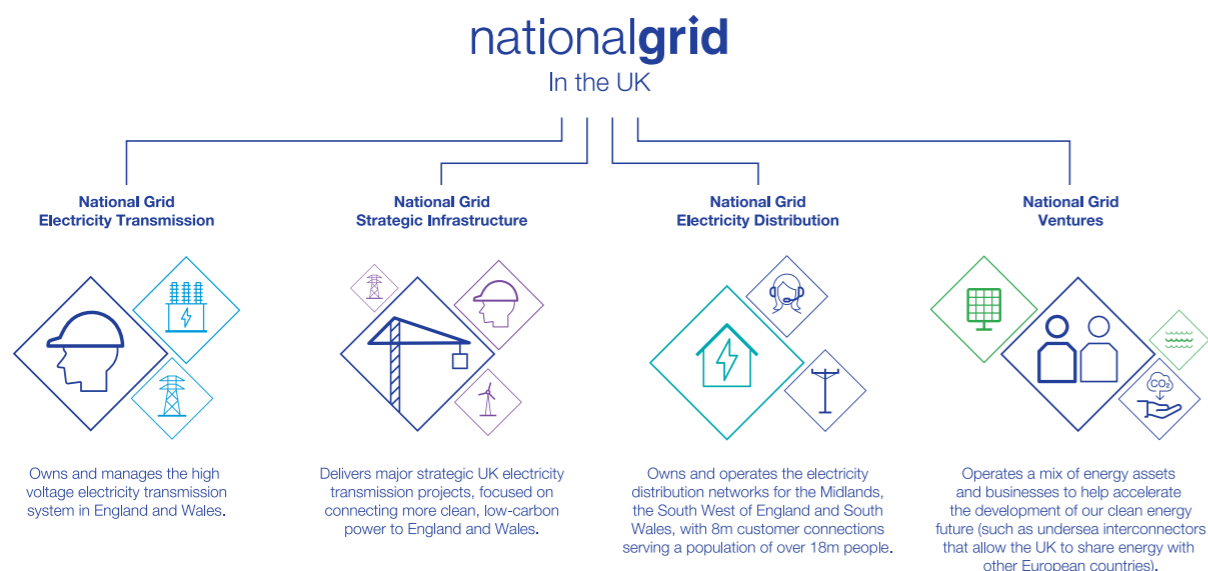 nationalgrid
In the UK
National Grid
Electricity Transmission
National Grid
Strategic Infrastructure
National Grid
Electricity Distribution
National Grid
Ventures
CO₂
Owns and manages the high
voltage electricity transmission
system in England and Wales.
Delivers major strategic UK electricity
transmission projects, focused on
connecting more clean, low-carbon
power to England and Wales.
Owns and operates the electricity
distribution networks for the Midlands,
the South West of England and South
Wales, with 8m customer connections
serving a population of over 18m people.
Operates a mix of energy assets
and businesses to help accelerate
the development of our clean energy
future (such as undersea interconnectors
that allow the UK to share energy with
other European countries).